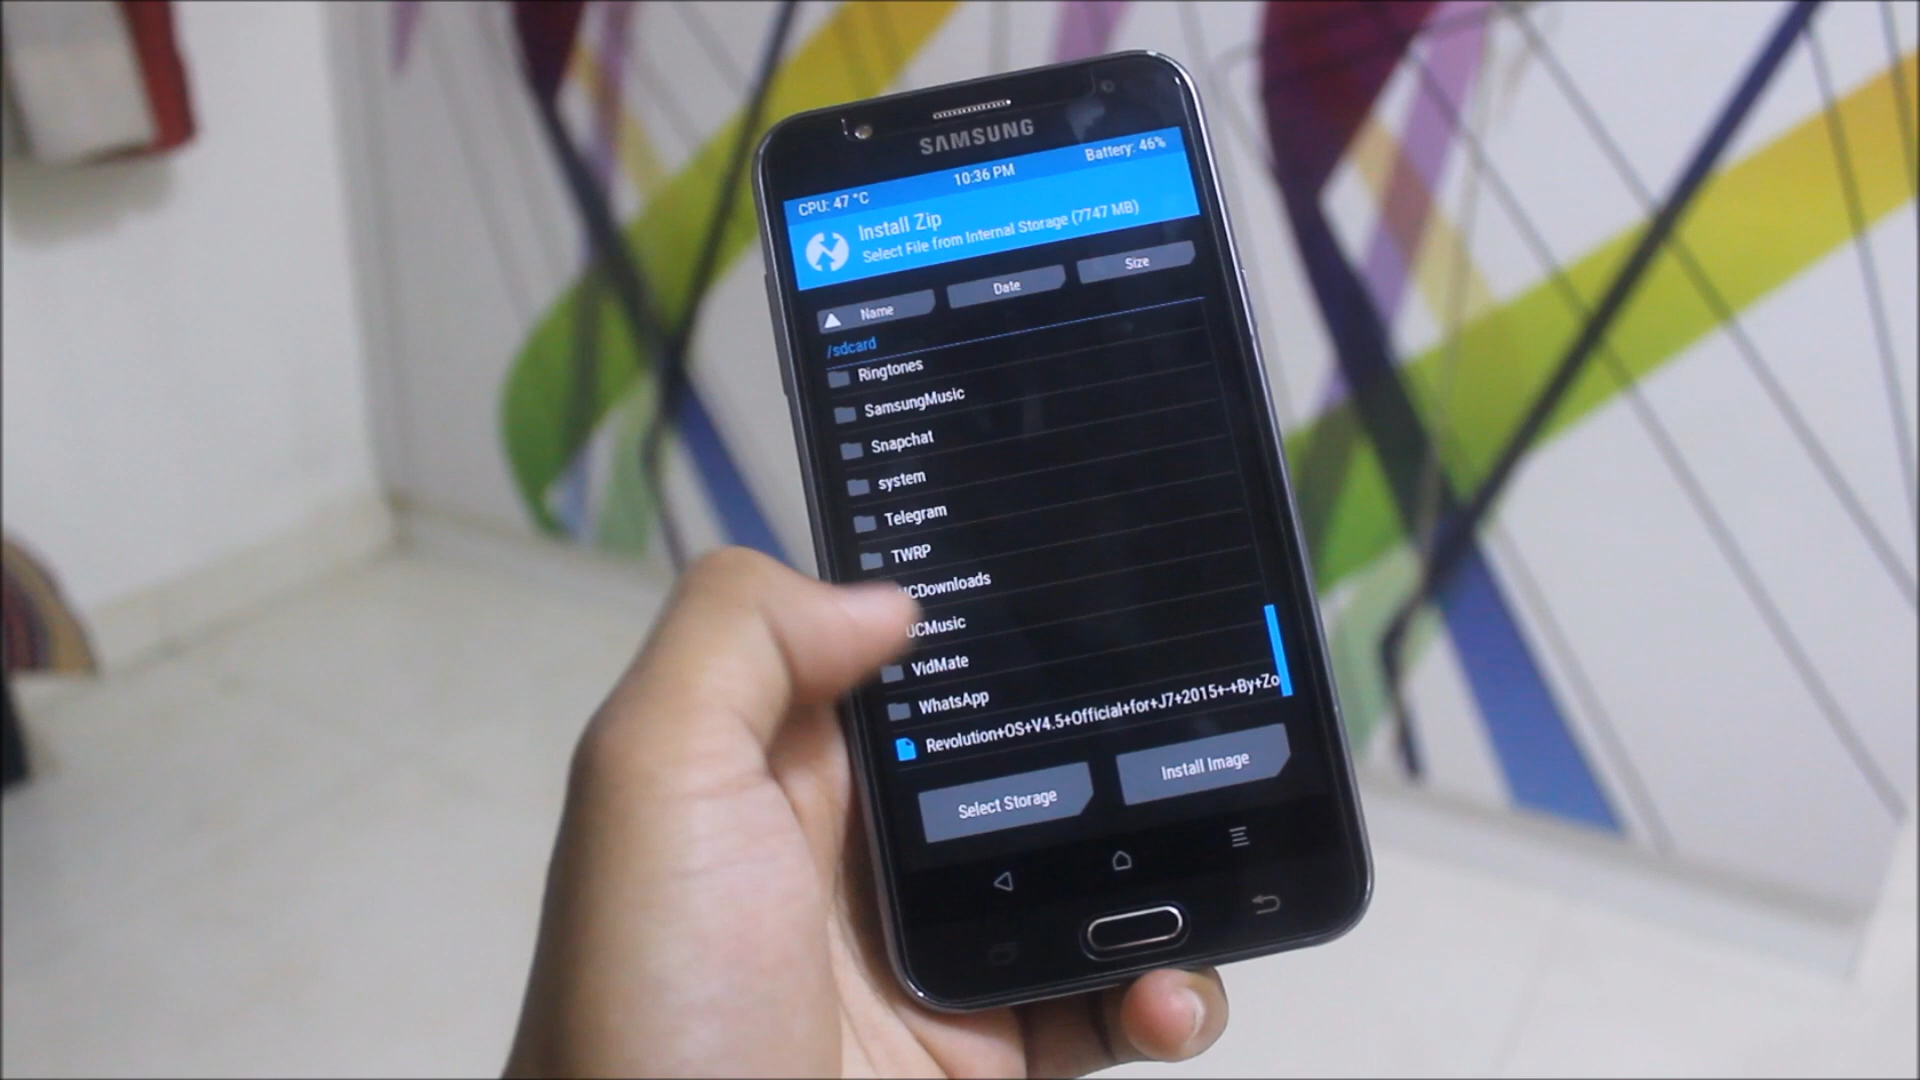 SAMSUNG
CPU: 47 °C
10:36 PM
Battery: 46%
Install Zip
Select File from Internal Storage (7747 MB)
Name
Date
Size
/sdcard
Ringtones
SamsungMusic
Snapchat
system
Telegram
TWRP
CDownloads
UCMusic
VidMate
WhatsApp
Revolution+OS+V4.5+Official+for+J7+2015+-+By+Zo
Select Storage
Install Image